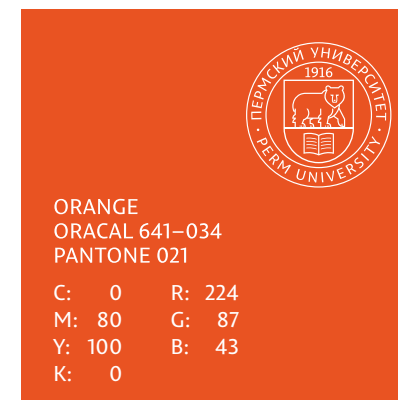 ПЕРМСКИЙ УНИВЕРСИТЕТ
1916
PERM UNIVERSITY
ORANGE
ORACAL 641–034
PANTONE 021
C: 0 R: 224
M: 80 G: 87
Y: 100 B: 43
K: 0